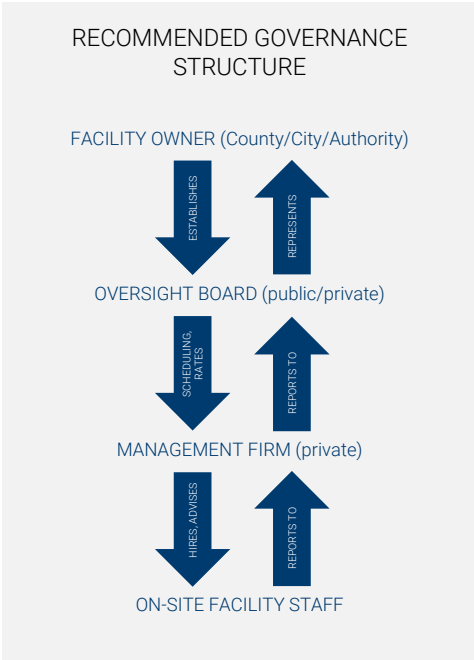 RECOMMENDED GOVERNANCE
STRUCTURE
FACILITY OWNER (County/City/Authority)
ESTABLISHES
REPRESENTS
OVERSIGHT BOARD (public/private)
SCHEDULING,
RATES
REPORTS TO
MANAGEMENT FIRM (private)
HIRES, ADVISES
REPORTS TO
ON-SITE FACILITY STAFF